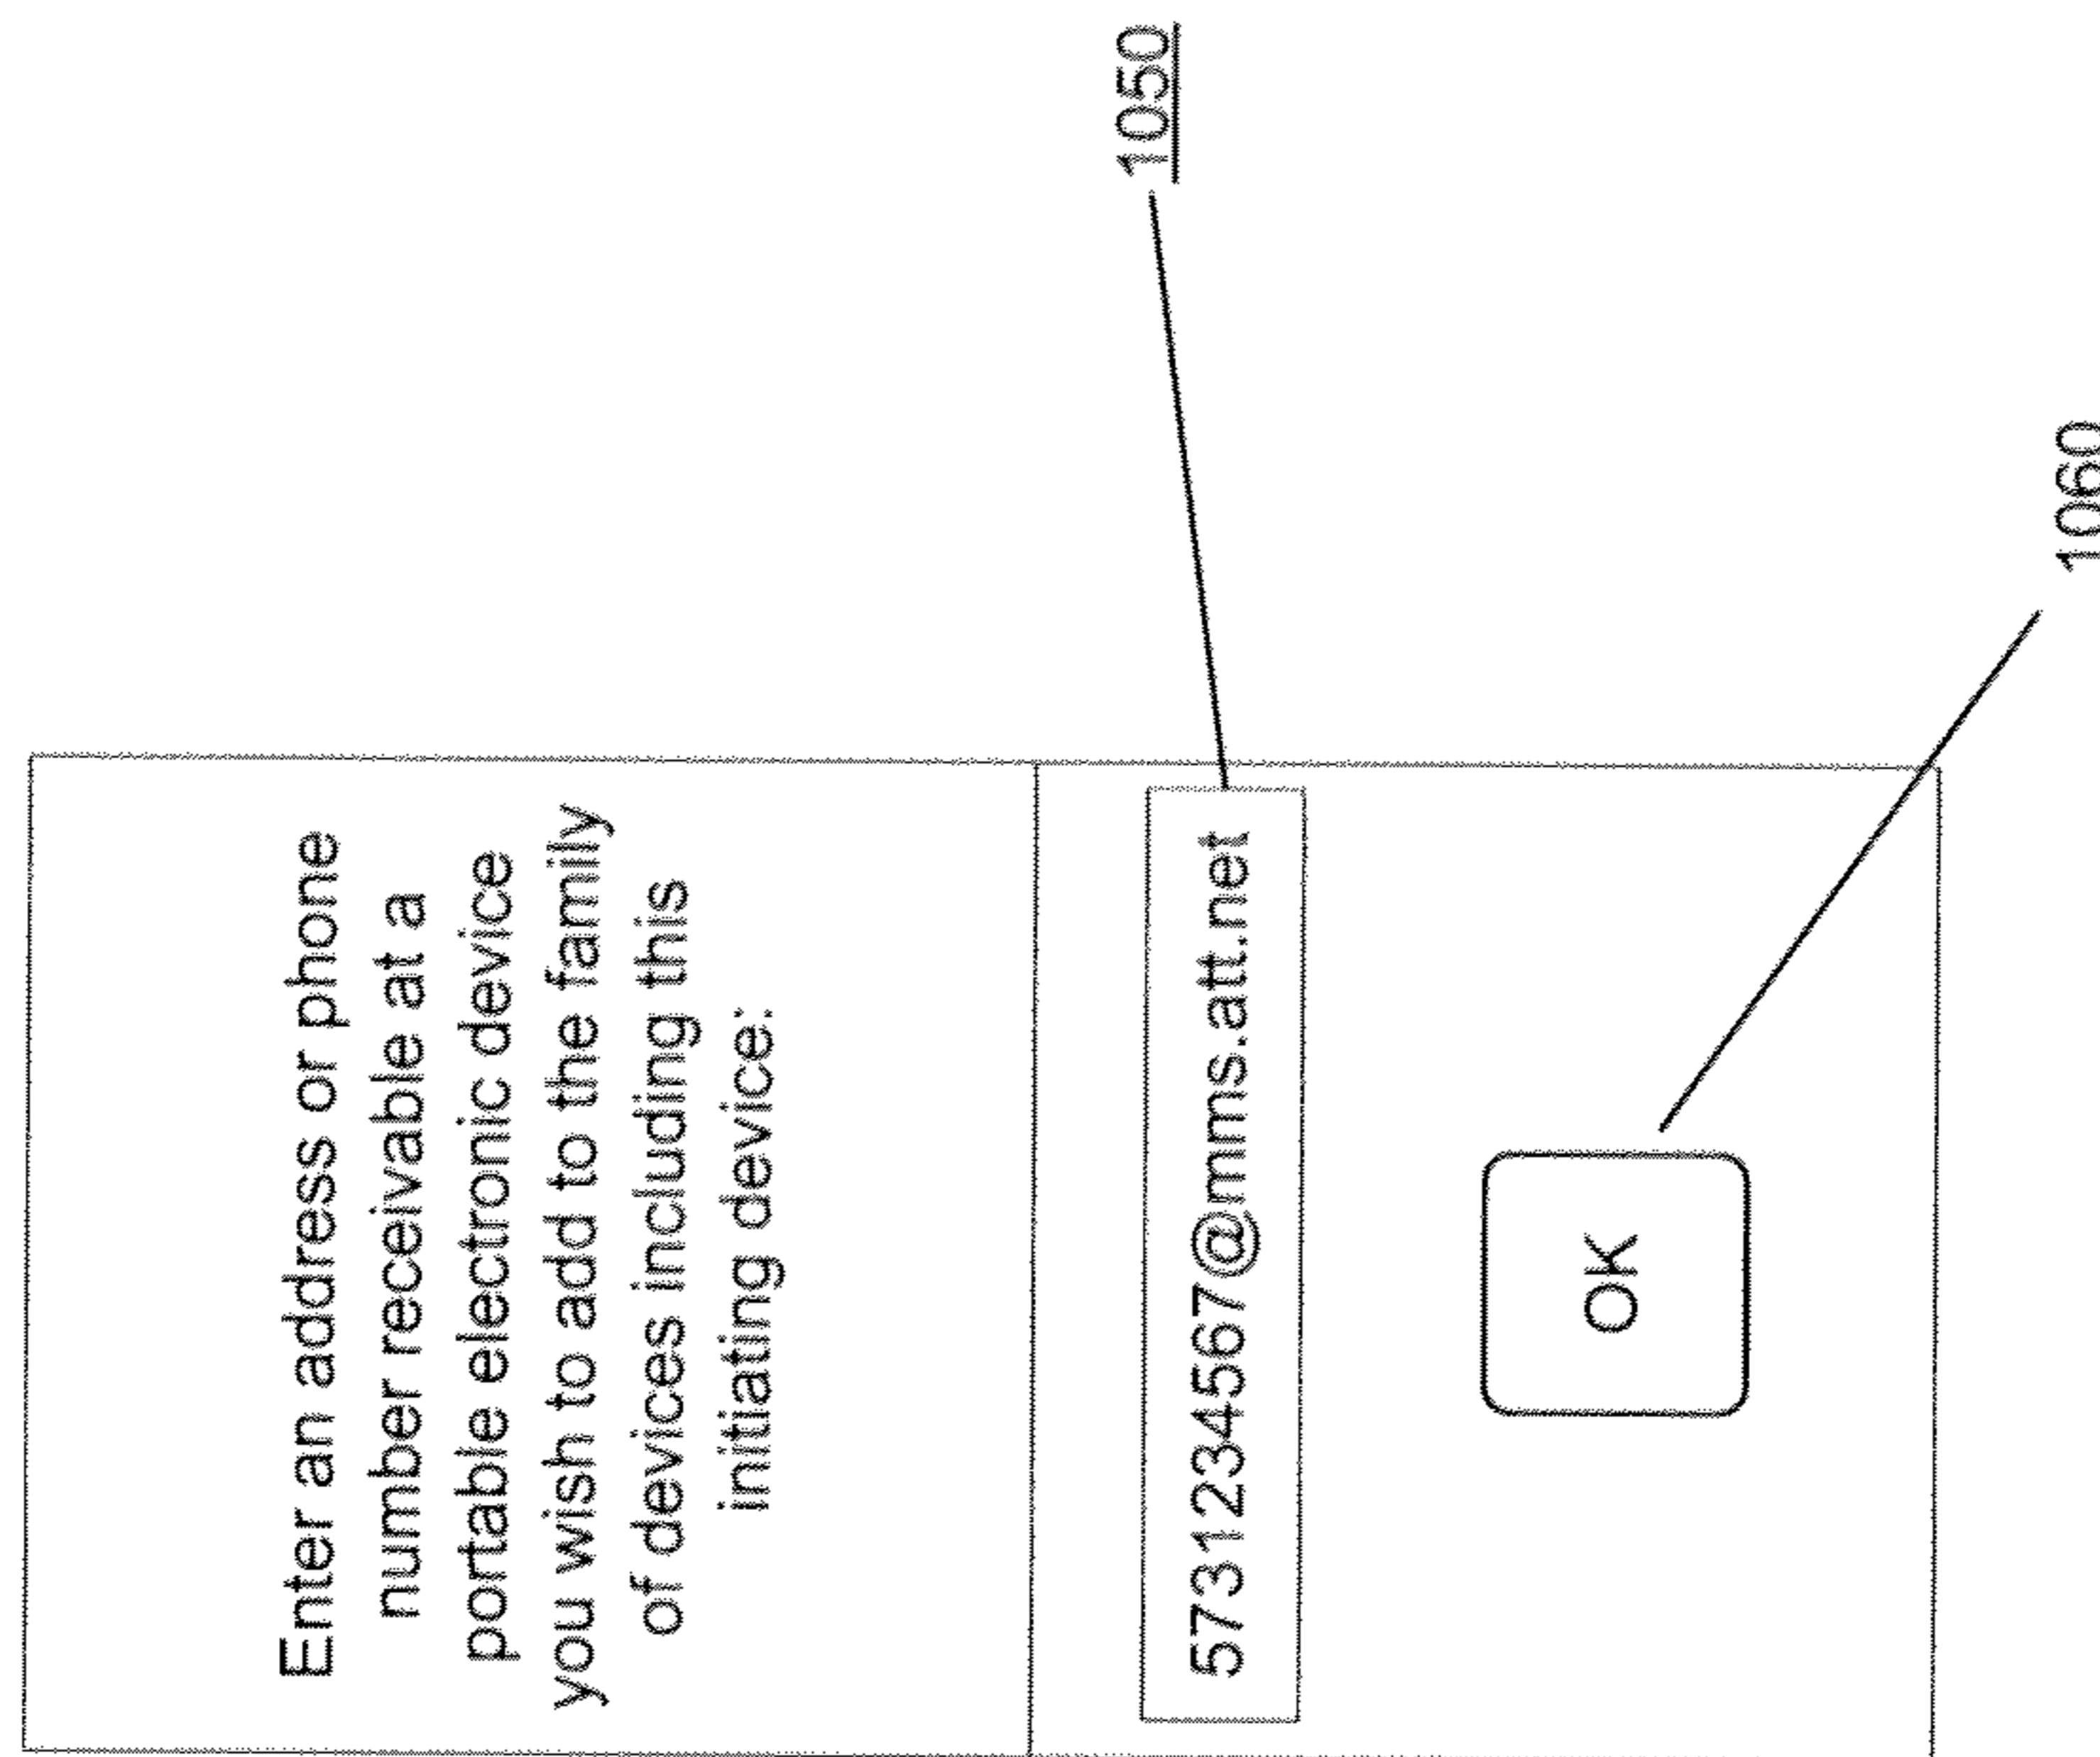 Enter an address or phone
number receivable at a
portable electronic device
you wish to add to the family
of devices including this
initiating device:
5731234567@mms.att.net
1050
OK
1060